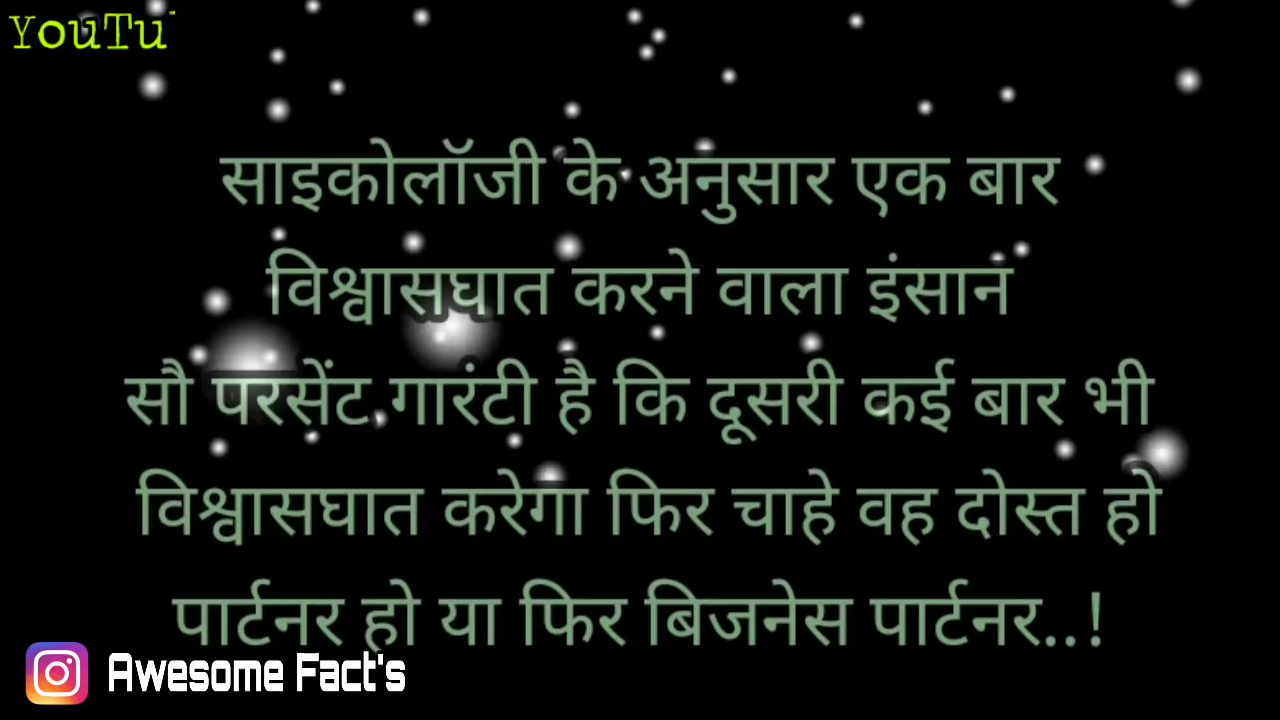 YouTu
साइकोलॉजी के अनुसार एक बार
विश्वासघात करने वाला इंसान
सौ परसेंट गारंटी है कि दूसरी कई बार भी
विश्वासघात करेगा फिर चाहे वह दोस्त हो
पार्टनर हो या फिर बिजनेस पार्टनर..!
Awesome Fact's